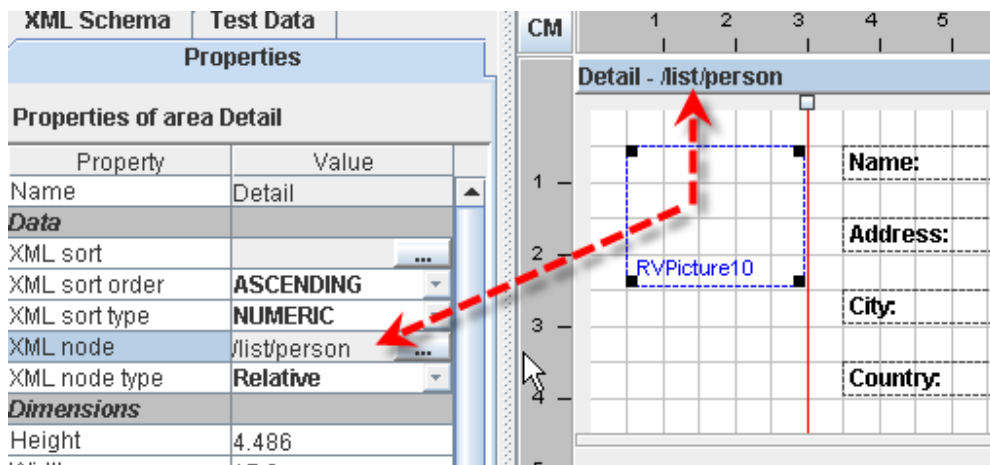 XML Schema Test Data
Properties
Properties of area Detail
Property Value
Name Detail
Data
XML sort ...
XML sort order ASCENDING
XML sort type NUMERIC
XML node /list/person ...
XML node type Relative
Dimensions
Height 4.486
CM 1 2 3 4 5
Detail - /list/person
1
2
3
4
RVPicture10
Name:
Address:
City:
Country: